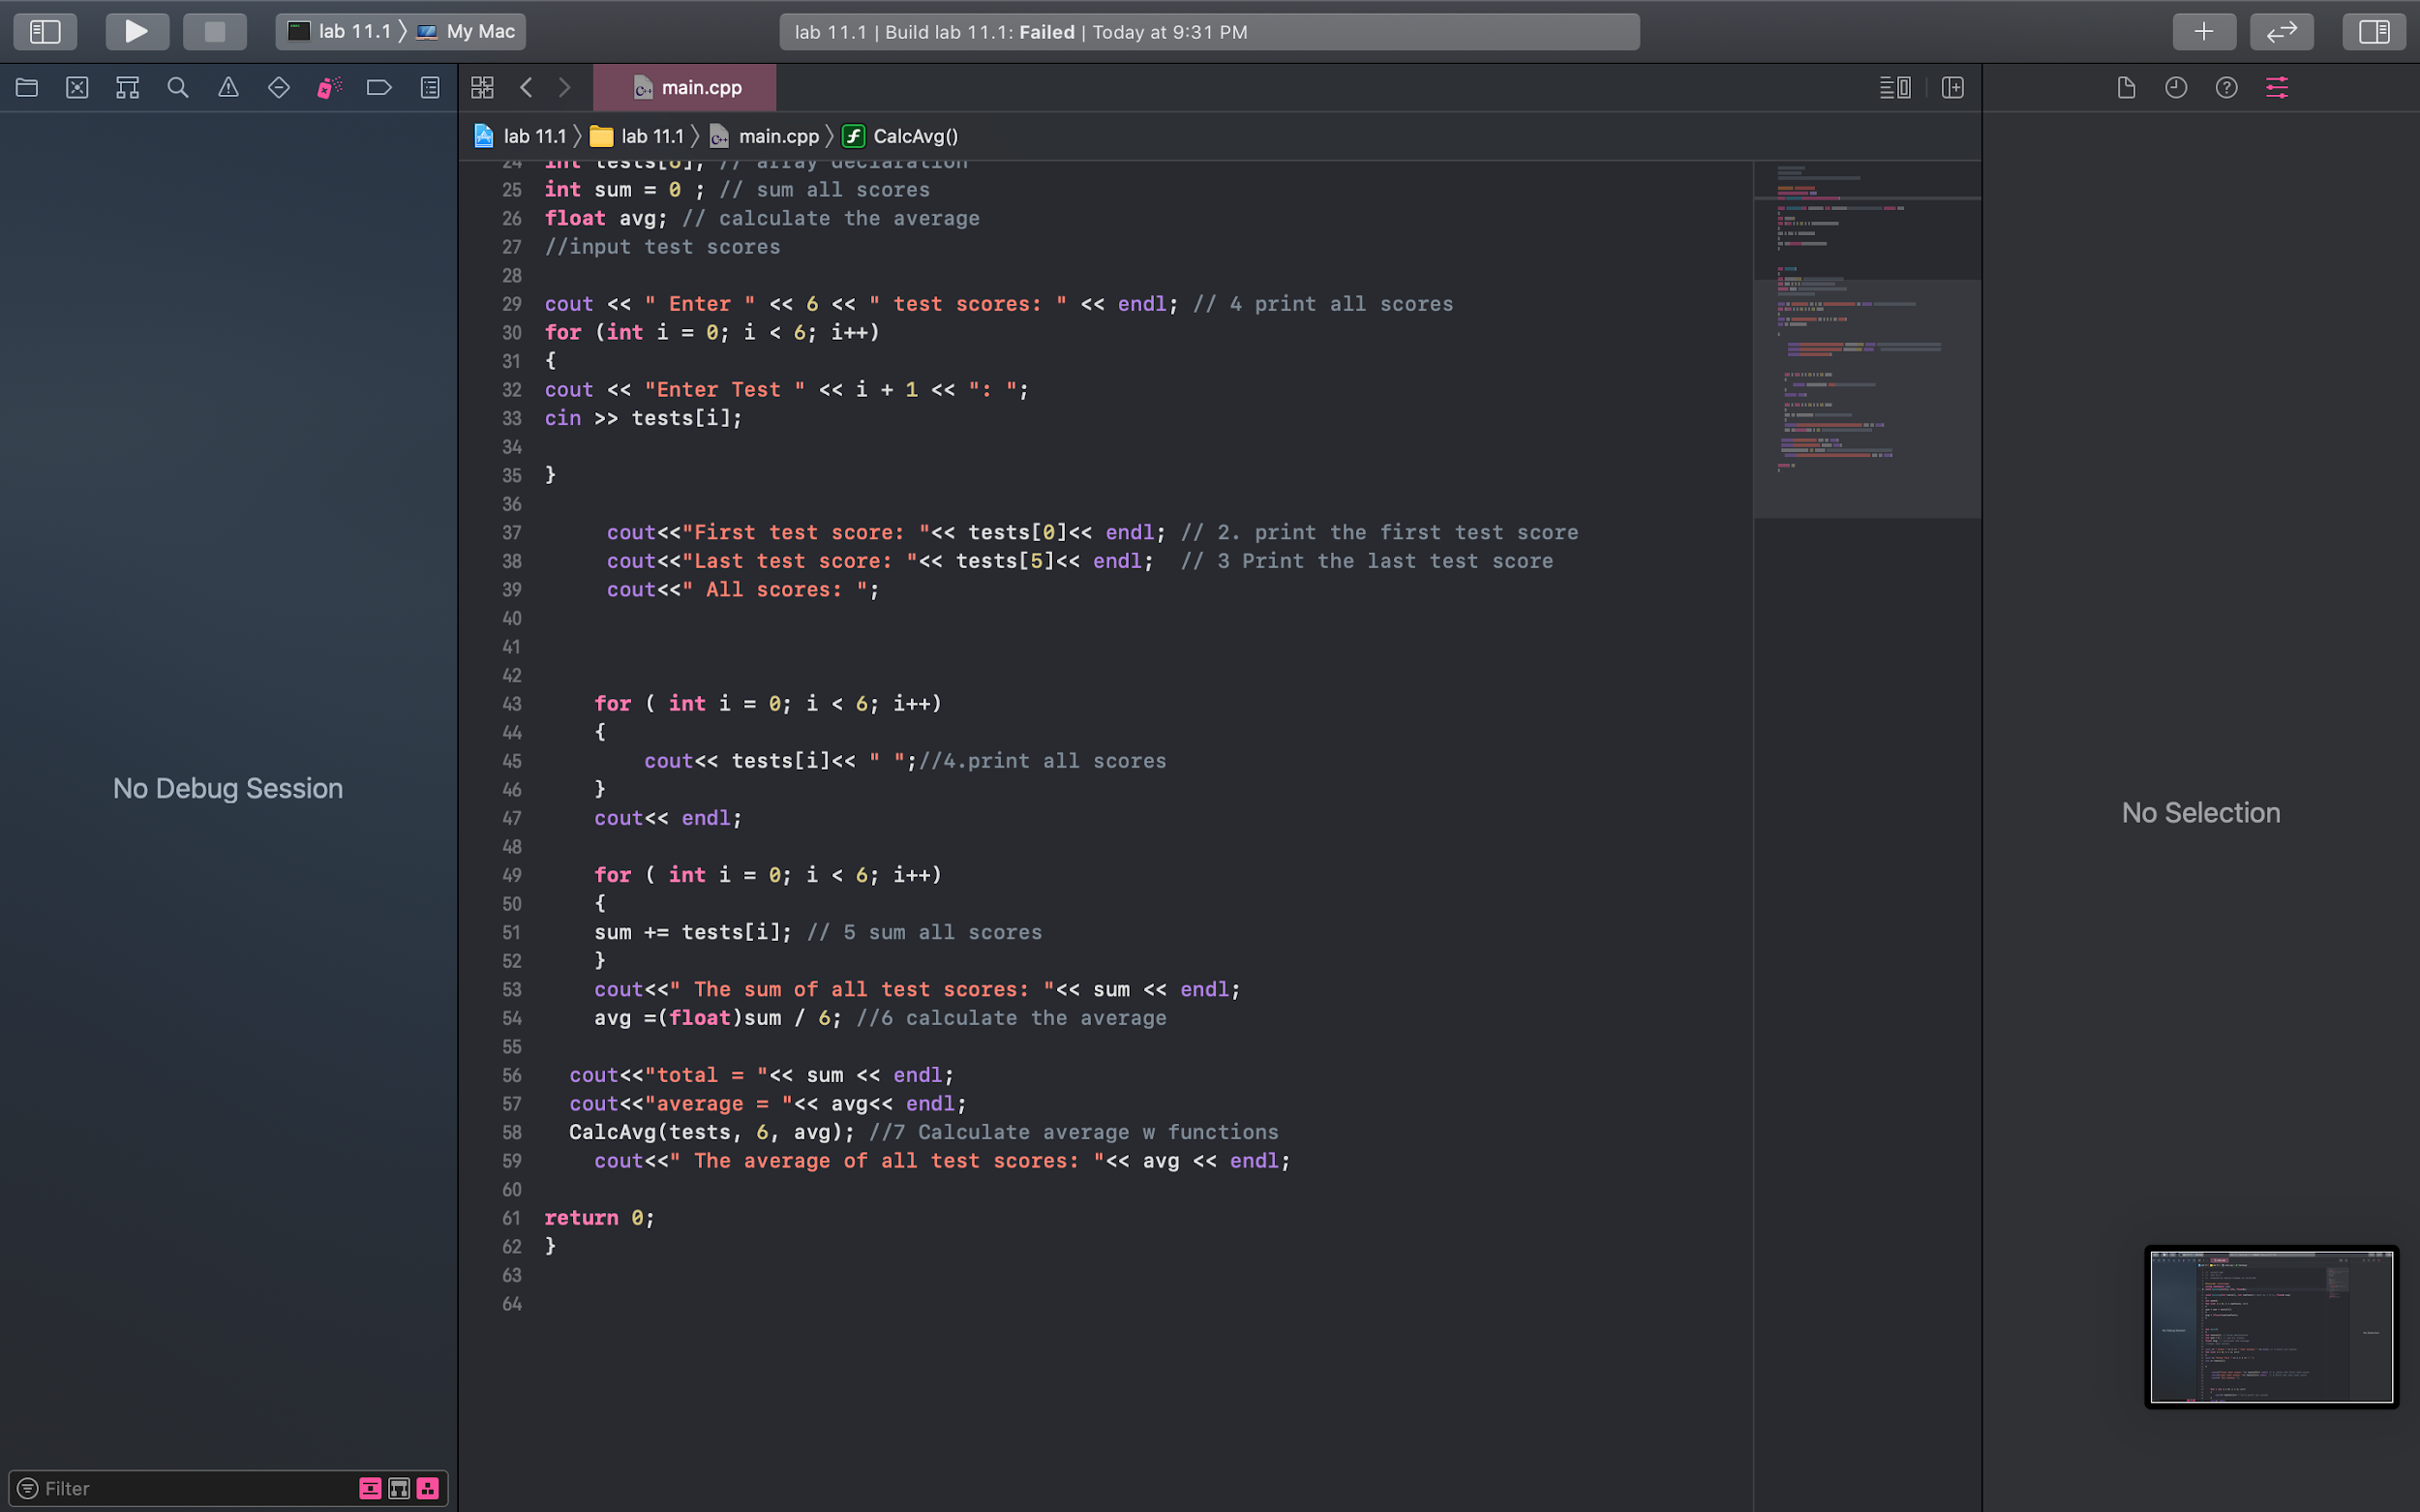 lab 11.1 〉 My Mac
lab 11.1 | Build lab 11.1: Failed | Today at 9:31 PM
main.cpp
lab 11.1 〉 lab 11.1 〉 main.cpp 〉 CalcAvg()
24 int tests[6]; // array declaration
25 int sum = 0 ; // sum all scores
26 float avg; // calculate the average
27 //input test scores
28
29 cout << " Enter " << 6 << " test scores: " << endl; // 4 print all scores
30 for (int i = 0; i < 6; i++)
31 {
32 cout << "Enter Test " << i + 1 << ": ";
33 cin >> tests[i];
34
35 }
36
37 cout<<"First test score: "<< tests[0]<< endl; // 2. print the first test score
38 cout<<"Last test score: "<< tests[5]<< endl; // 3 Print the last test score
39 cout<<" All scores: ";
40
41
42
43 for ( int i = 0; i < 6; i++)
44 {
45 cout<< tests[i]<< " ";//4.print all scores
46 }
47 cout<< endl;
48
49 for ( int i = 0; i < 6; i++)
50 {
51 sum += tests[i]; // 5 sum all scores
52 }
53 cout<<" The sum of all test scores: "<< sum << endl;
54 avg =(float)sum / 6; //6 calculate the average
55
56 cout<<"total = "<< sum << endl;
57 cout<<"average = "<< avg<< endl;
58 CalcAvg(tests, 6, avg); //7 Calculate average w functions
59 cout<<" The average of all test scores: "<< avg << endl;
60
61 return 0;
62 }
63
64
No Debug Session
No Selection
Filter